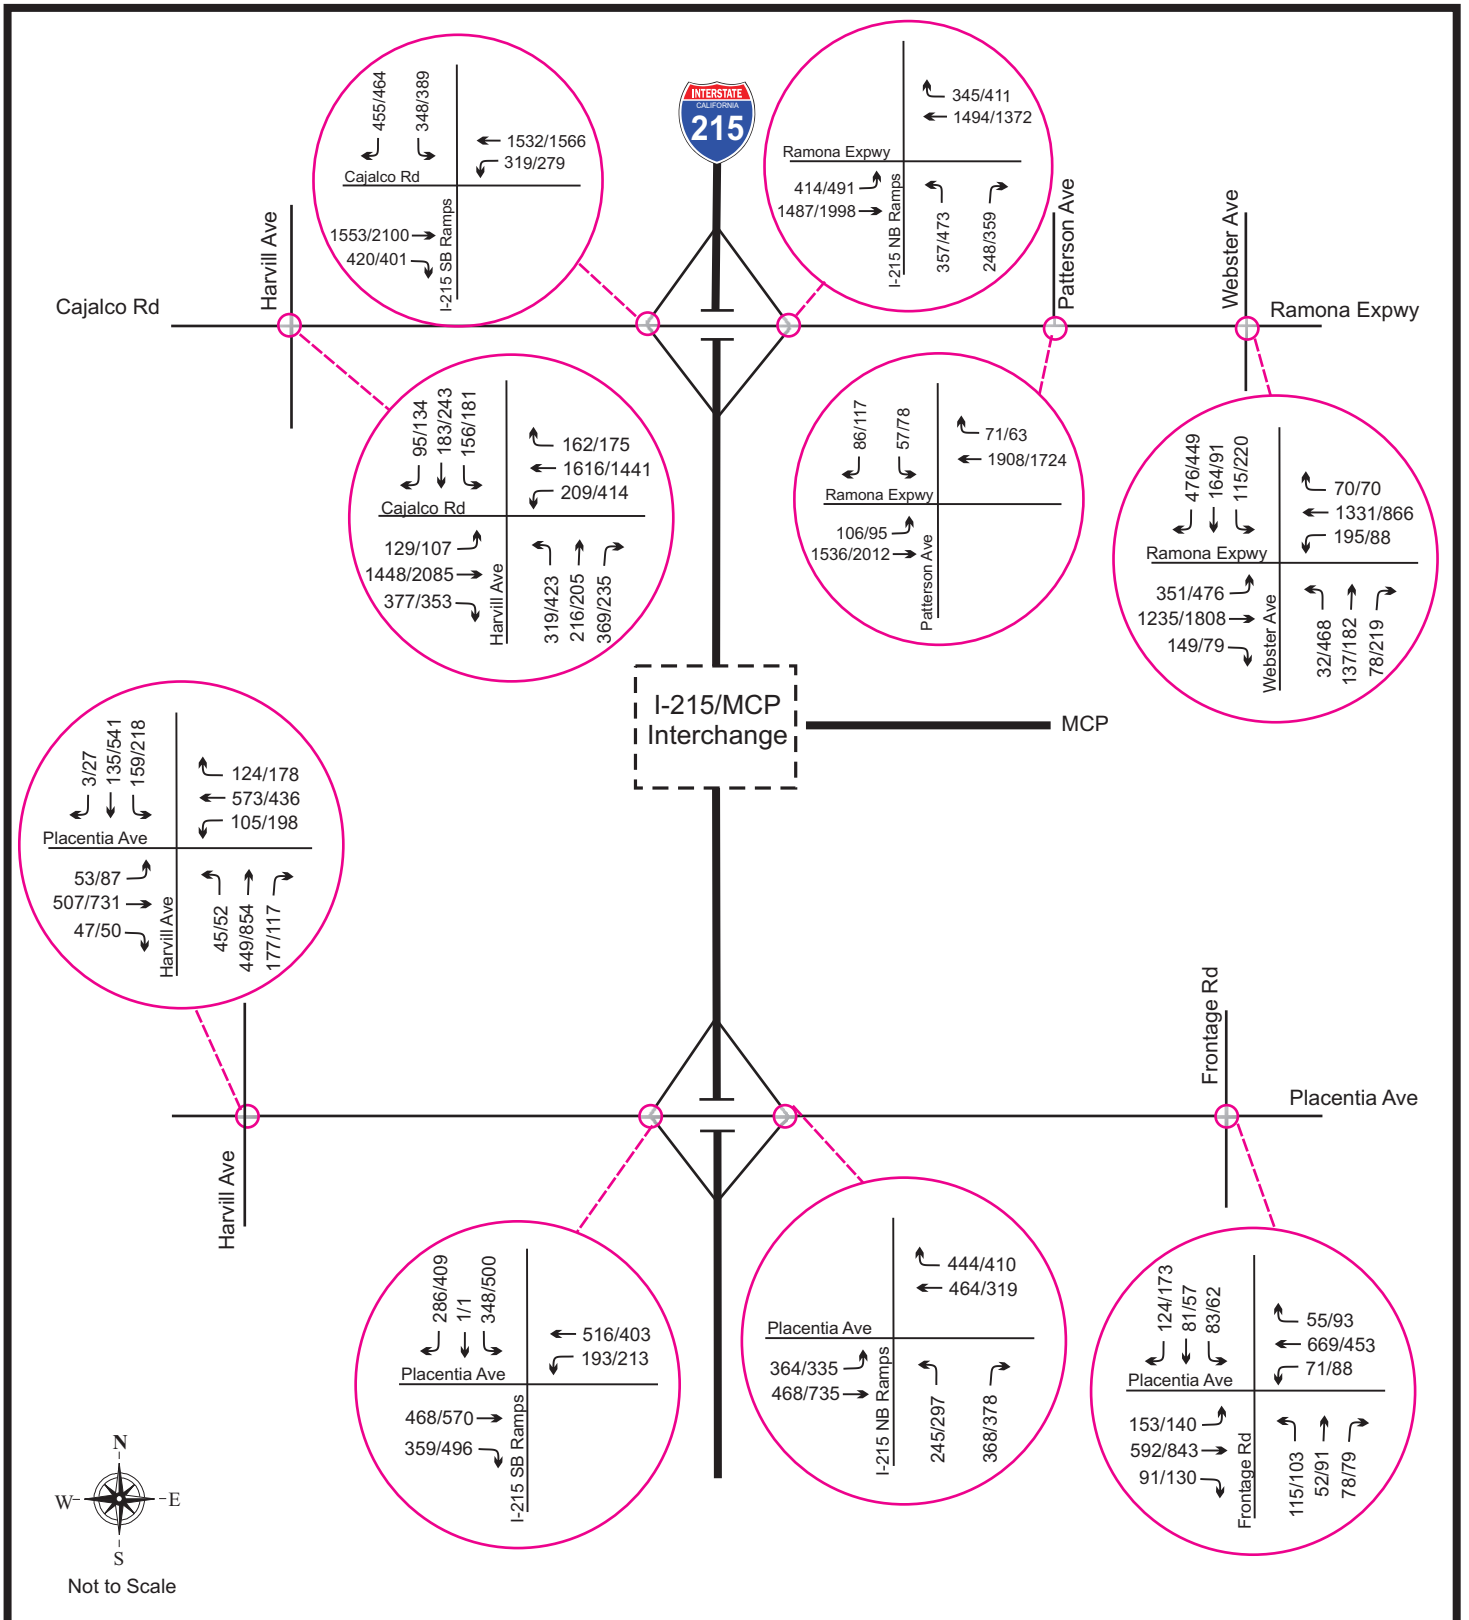 INTERSTATE
CALIFORNIA
215
455/464
348/389
1532/1566
319/279
Cajalco Rd
1553/2100
420/401
I-215 SB Ramps
345/411
1494/1372
Ramona Expwy
414/491
1487/1998
I-215 NB Ramps
357/473
248/359
Cajalco Rd
Harvill Ave
Patterson Ave
Webster Ave
Ramona Expwy
95/134
183/243
156/181
162/175
1616/1441
209/414
Cajalco Rd
129/107
1448/2085
377/353
Harvill Ave
319/423
216/205
369/235
86/117
57/78
71/63
1908/1724
Ramona Expwy
106/95
1536/2012
Patterson Ave
476/449
164/91
115/220
70/70
1331/866
195/88
Ramona Expwy
351/476
1235/1808
149/79
Webster Ave
32/468
137/182
78/219
I-215/MCP
Interchange
MCP
3/27
135/541
159/218
124/178
573/436
105/198
Placentia Ave
53/87
507/731
47/50
Harvill Ave
45/52
449/854
177/117
Harvill Ave
Frontage Rd
Placentia Ave
286/409
1/1
348/500
516/403
193/213
Placentia Ave
468/570
359/496
I-215 SB Ramps
444/410
464/319
Placentia Ave
364/335
468/735
I-215 NB Ramps
245/297
368/378
124/173
81/57
83/62
55/93
669/453
71/88
Placentia Ave
153/140
592/843
91/130
Frontage Rd
115/103
52/91
78/79
N
W
E
S
Not to Scale